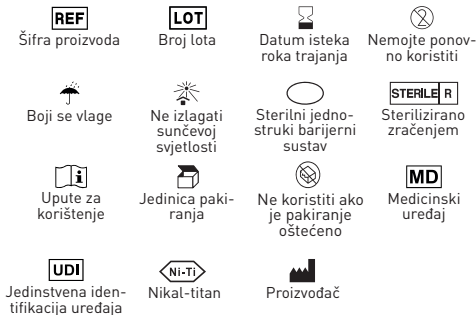 REF
Šifra proizvoda
LOT
Broj lota
Datum isteka
roka trajanja
2
Nemojte ponov-
no koristiti
Boji se vlage
Ne izlagati
sunčevoj
svjetlosti
Sterilni jedno-
struki barijerni
sustav
STERILE R
Sterilizirano
zračenjem
i
Upute za
korištenje
Jedinica paki-
ranja
Ne koristiti ako
je pakiranje
oštećeno
MD
Medicinski
uređaj
UDI
Jedinstvena iden-
tifikacija uređaja
Ni-Ti
Nikal-titan
Proizvođač